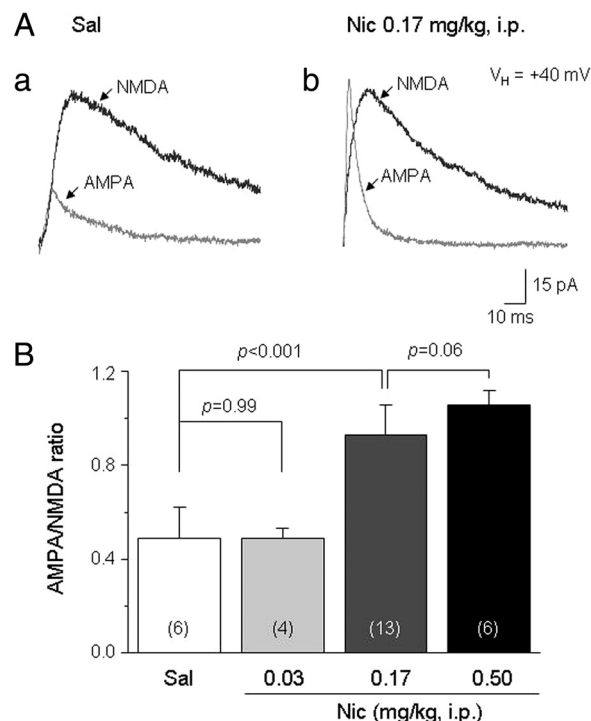 A
Sal
Nic 0.17 mg/kg, i.p.
a
NMDA
AMPA
b
NMDA
AMPA
V_H = +40 mV
15 pA
10 ms
B
p<0.001
p=0.06
p=0.99
AMPA/NMDA ratio
1.2
0.8
0.4
0.0
(6)
(4)
(13)
(6)
Sal
0.03
0.17
0.50
Nic (mg/kg, i.p.)